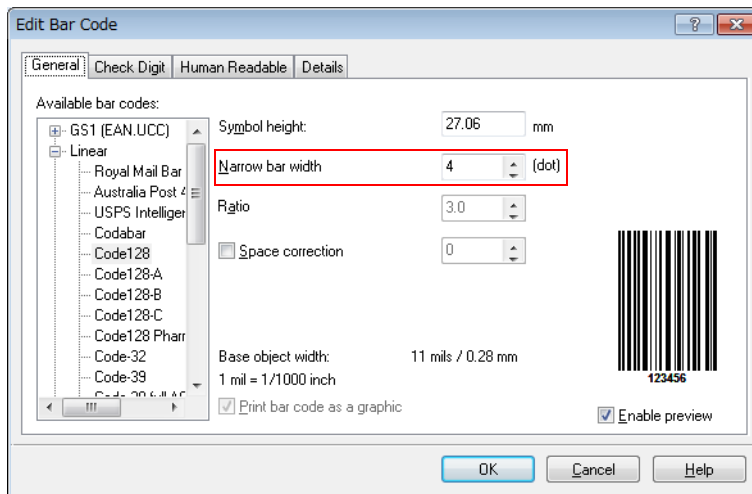 Edit Bar Code
General Check Digit Human Readable Details
Available bar codes:
GS1 (EAN.UCC)
Linear
Royal Mail Bar
Australia Post 4
USPS Intelliger
Codabar
Code128
Code128-A
Code128-B
Code128-C
Code128 Pharr
Code-32
Code-39
Symbol height: 27.06 mm
Narrow bar width 4 (dot)
Ratio 3.0
Space correction 0
Base object width: 11 mils / 0.28 mm
1 mil = 1/1000 inch
Print bar code as a graphic
123456
Enable preview
OK Cancel Help